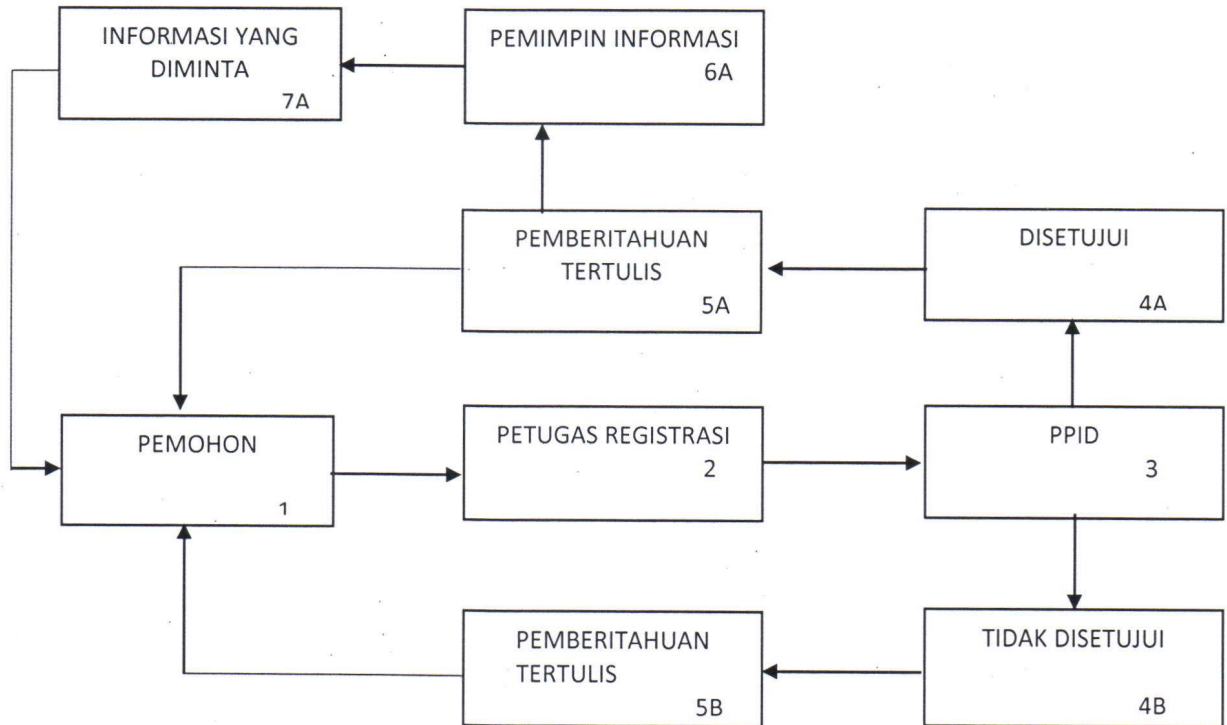 INFORMASI YANG
DIMINTA
7A
PEMIMPIN INFORMASI
6A
PEMBERITAHUAN
TERTULIS
5A
DISETUJUI
4A
PEMOHON
1
PETUGAS REGISTRASI
2
PPID
3
PEMBERITAHUAN
TERTULIS
5B
TIDAK DISETUJUI
4B